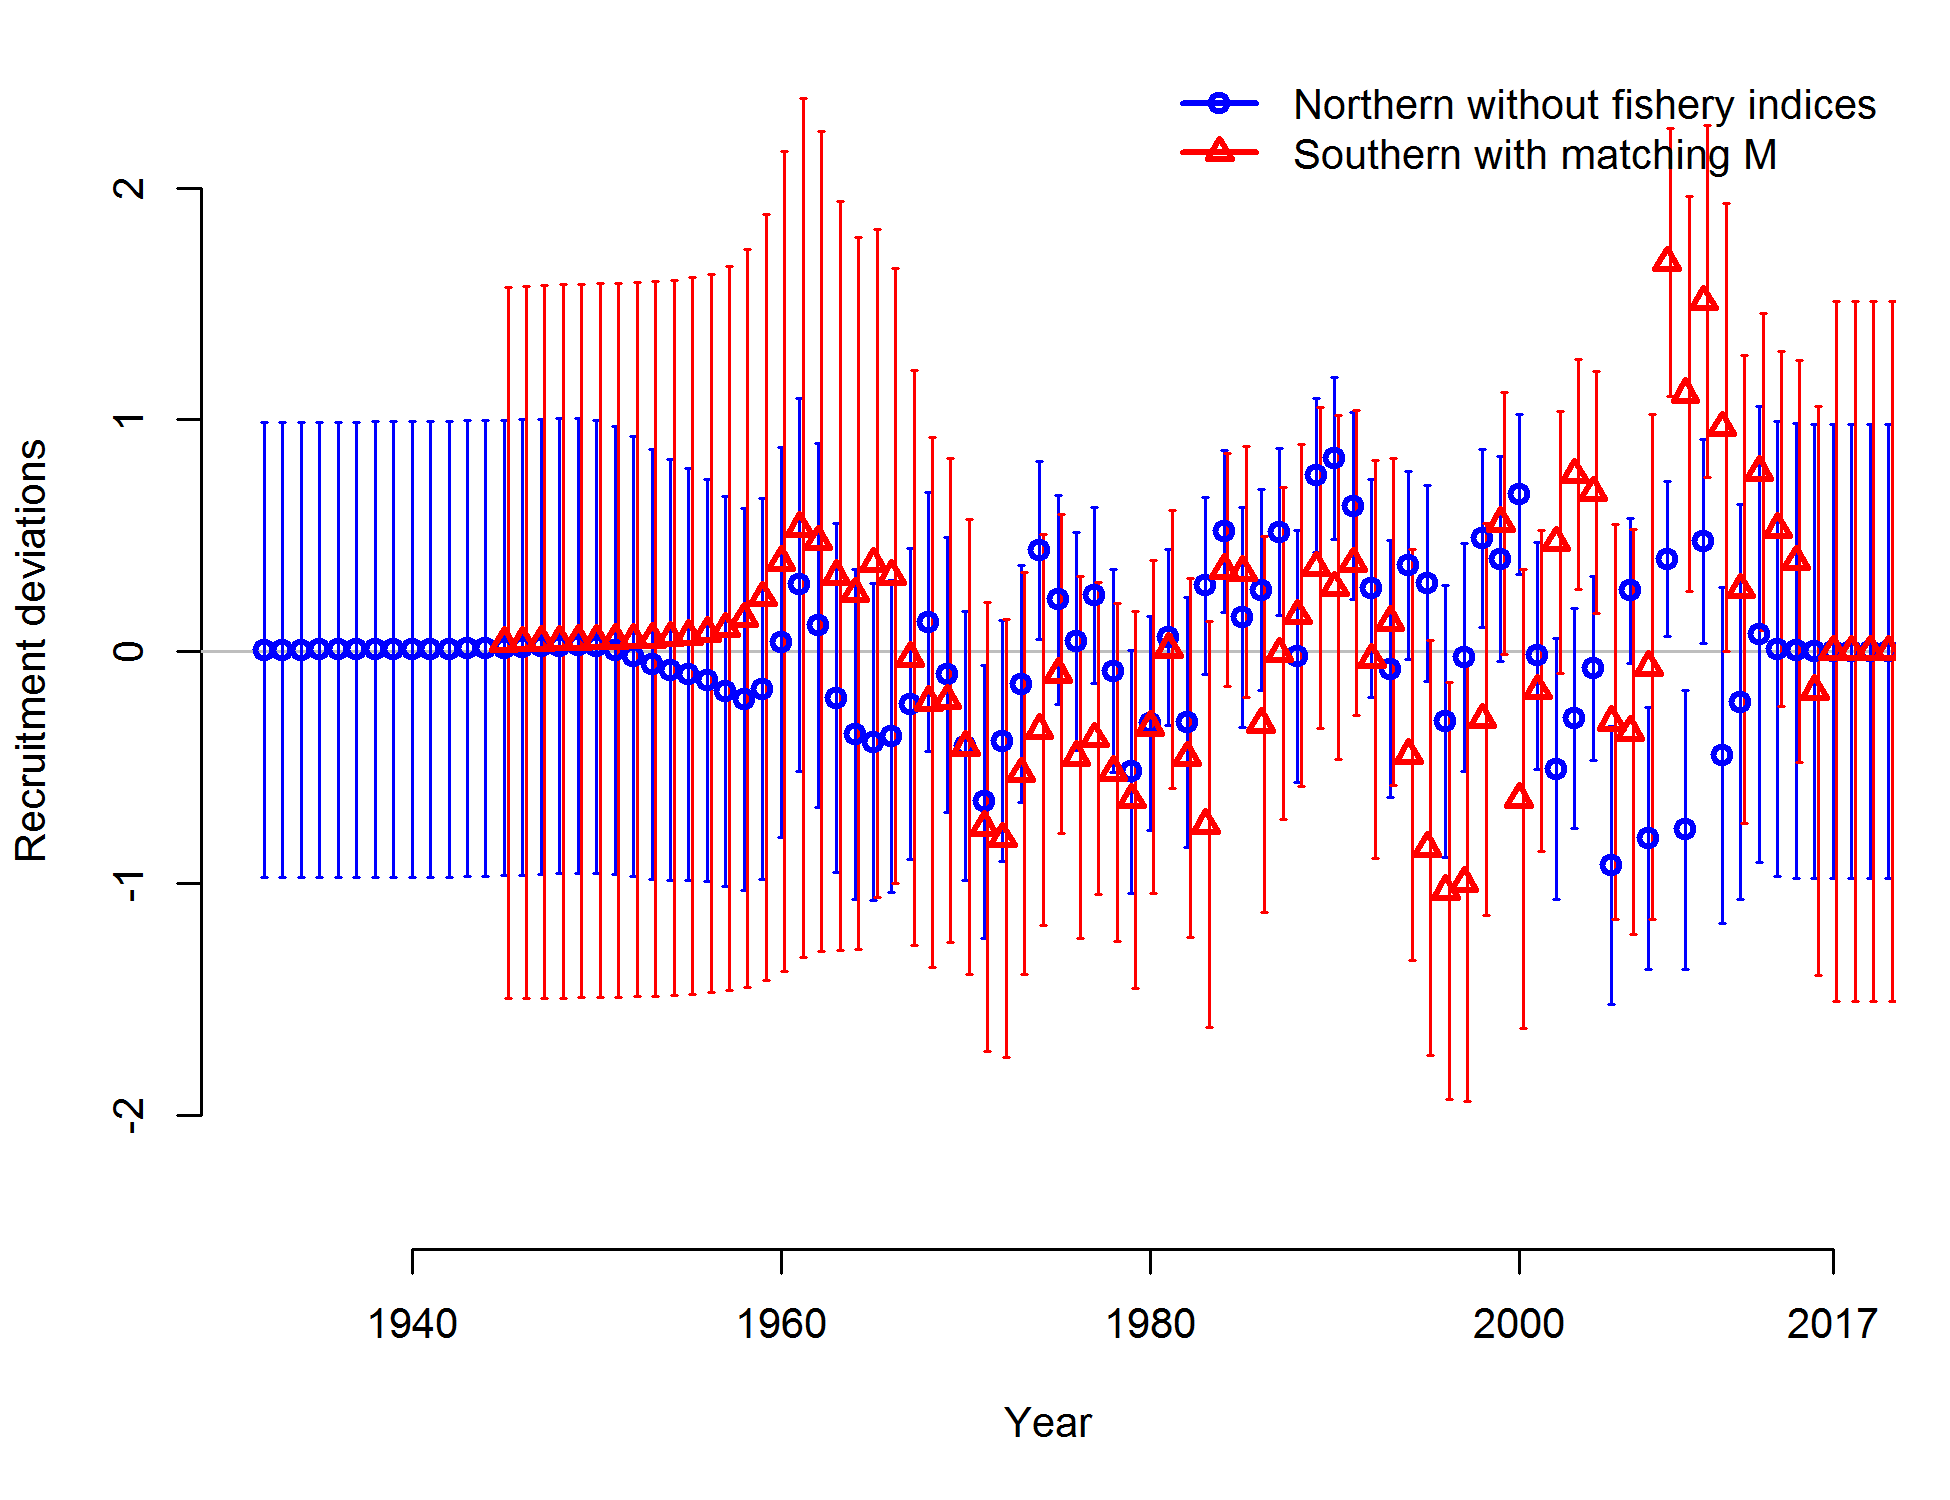 Northern without fishery indices
Southern with matching M
Recruitment deviations
2
1
0
-1
-2
1940
1960
1980
2000
2017
Year